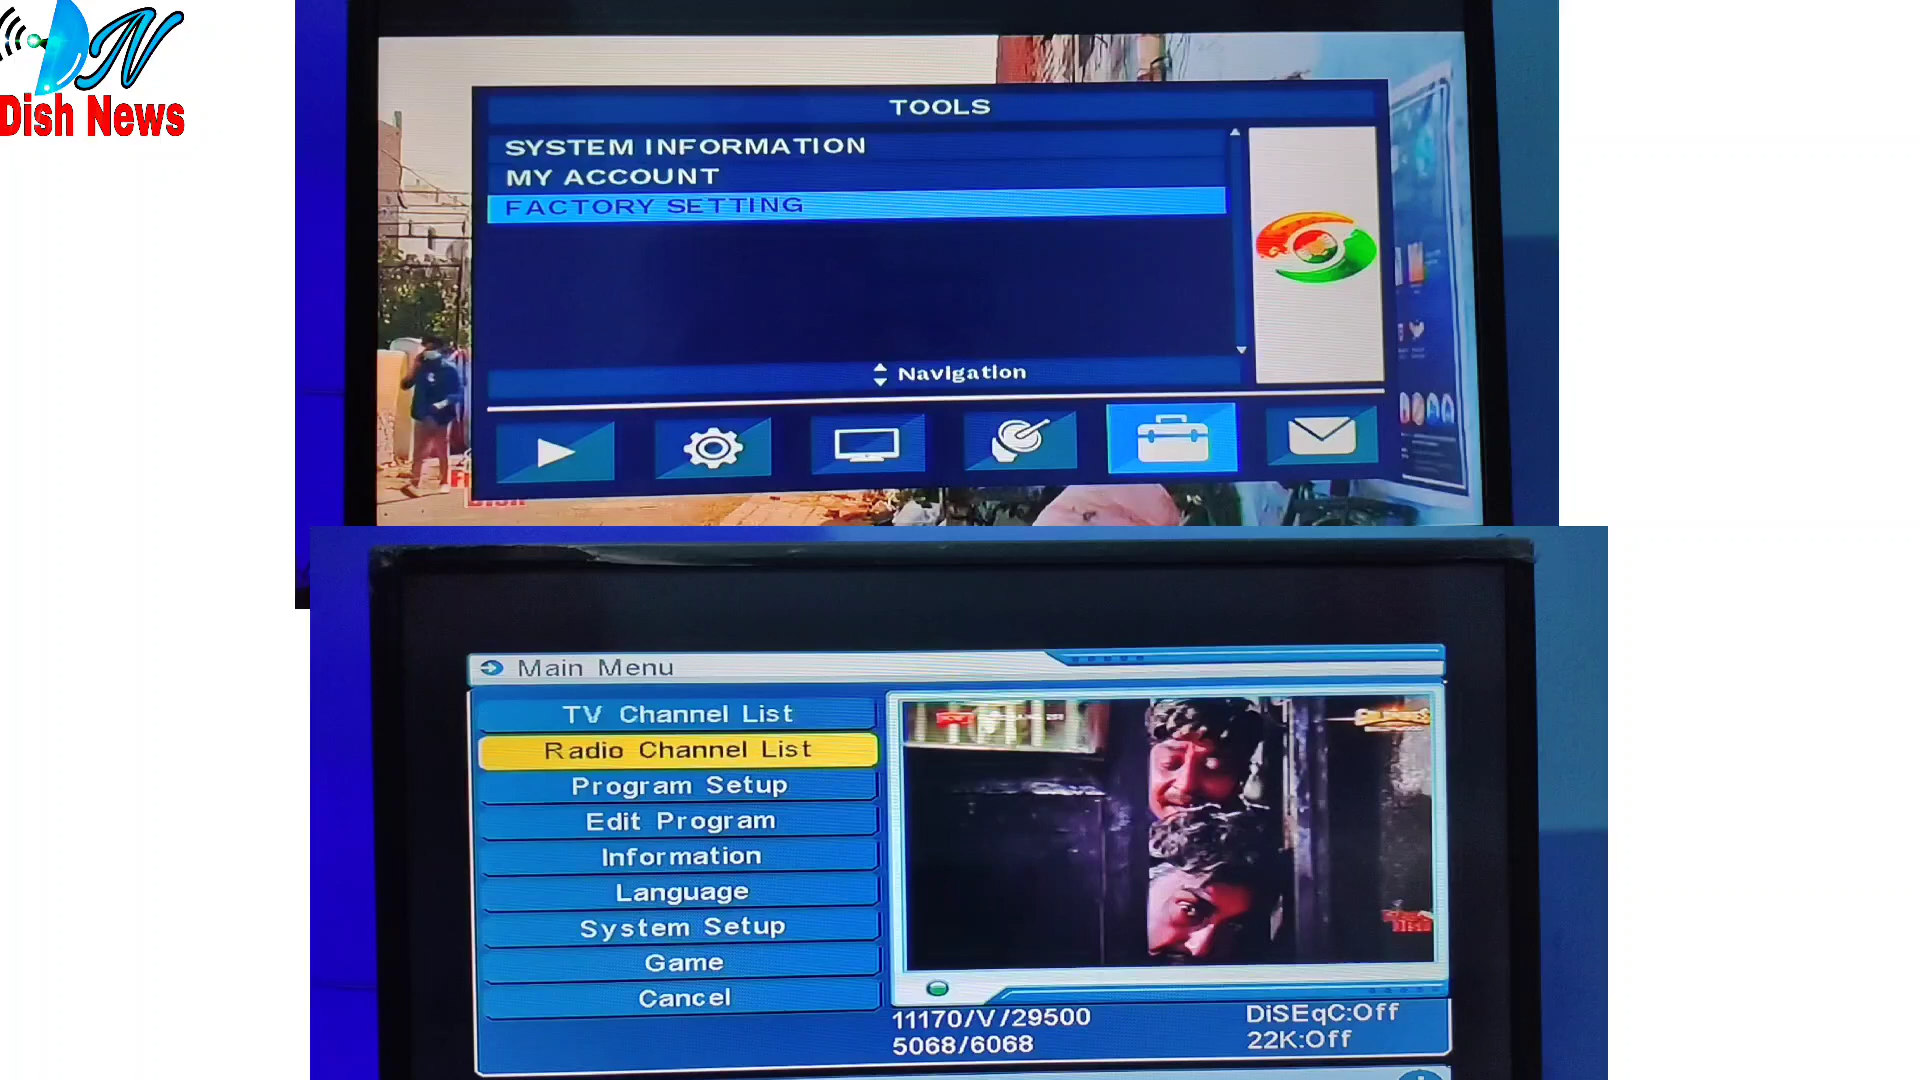 Dish News
TOOLS
SYSTEM INFORMATION
MY ACCOUNT
FACTORY SETTING
Navigation
Main Menu
TV Channel List
Radio Channel List
Program Setup
Edit Program
Information
Language
System Setup
Game
Cancel
11170/V/29500
5068/6068
DiSEqC:Off
22K:Off